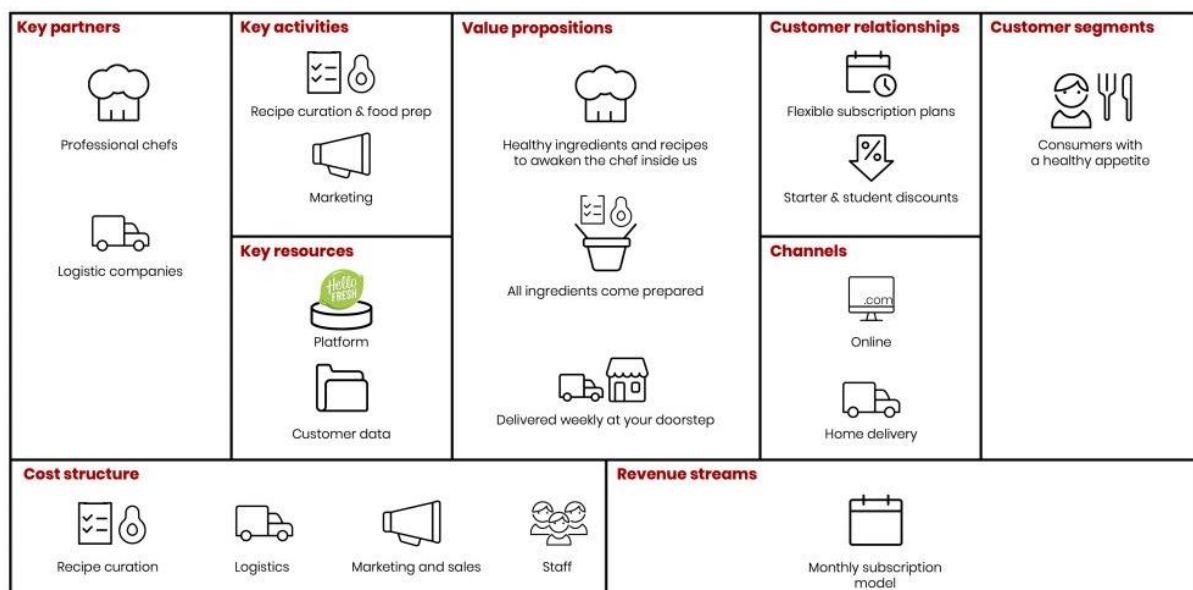 Key partners
Professional chefs
Logistic companies
Key activities
Recipe curation & food prep
Marketing
Key resources
Hello
FRESH
Platform
Customer data
Value propositions
Healthy ingredients and recipes
to awaken the chef inside us
All ingredients come prepared
Delivered weekly at your doorstep
Customer relationships
Flexible subscription plans
%
Starter & student discounts
Channels
.com
Online
Home delivery
Customer segments
Consumers with
a healthy appetite
Cost structure
Recipe curation
Logistics
Marketing and sales
Staff
Revenue streams
Monthly subscription
model